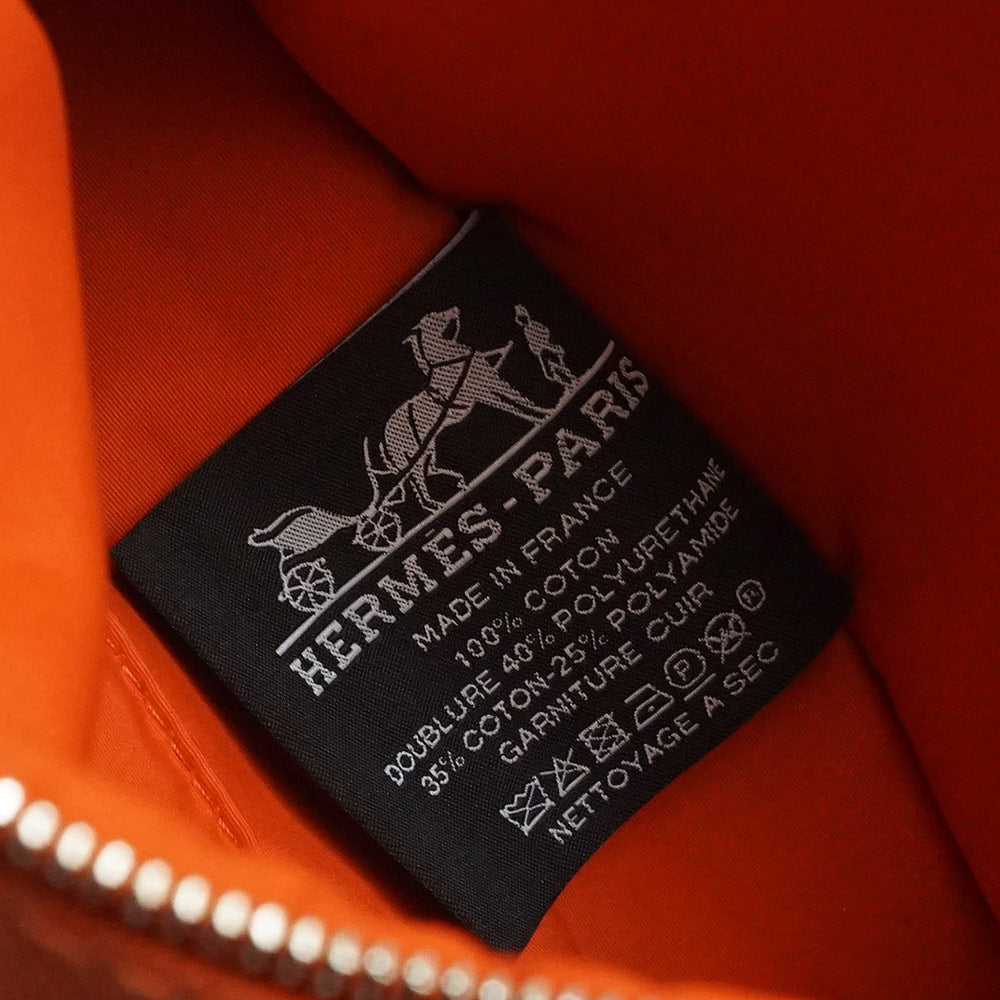 HERMÈS-PARIS
MADE IN FRANCE
100% COTON
DOUBLURE 40% POLYURETHANE
35% COTON-25% POLYAMIDE
GARNITURE CUIR
P P
NETTOYAGE A SEC